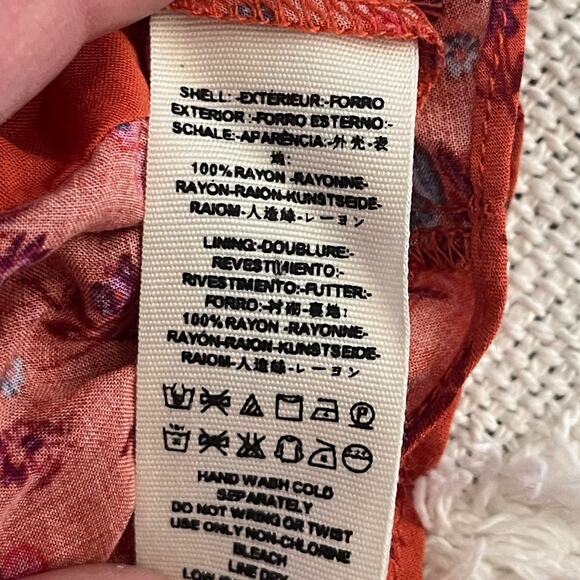 SHELL:-EXTÉRIEUR:-FORRO
EXTERIOR :-FORRO ESTERNO:-
SCHALE:-APARÊNCIA:-外壳-表
地:
100% RAYON -RAYONNE-
RAYON-RAION-KUNSTSEIDE-
RAIOM-人造絲-レーヨン
LINING:-DOUBLURE:-
REVESTIMIENTO:-
RIVESTIMENTO:-FUTTER:-
FORRO:-衬布-裏地:
100% RAYON -RAYONNE-
RAYON-RAION-KUNSTSEIDE-
RAIOM-人造絲-レーヨン
HAND WASH COLD
SEPARATELY
DO NOT WRING OR TWIST
USE ONLY NON-CHLORINE
BLEACH
LINE DRY